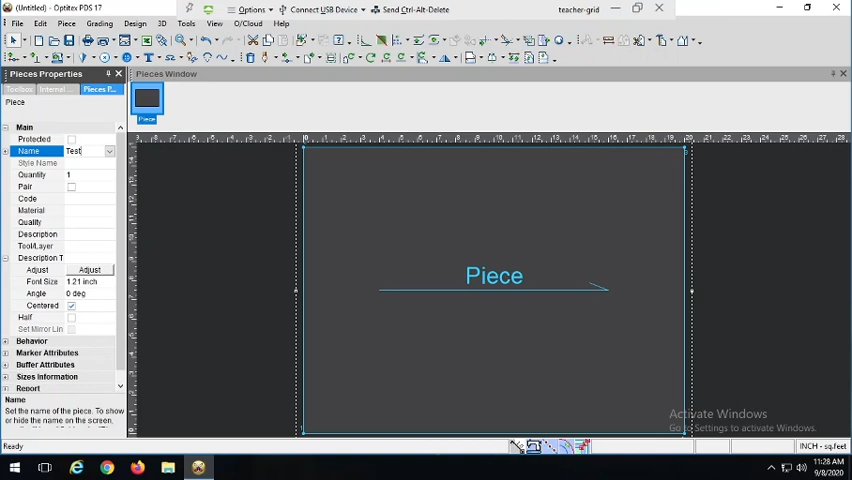 (Untitled) - Optitex PDS 17
Options
Connect USB Device
Send Ctrl-Alt-Delete
teacher-grid
File Edit Piece Grading Design 3D Tools View O/Cloud Help
Pieces Properties
Pieces Window
Toolbox Internal... Pieces P...
Piece
Piece
Main
Protected
Name Test
Style Name
Quantity 1
Pair
Code
Material
Quality
Description
Tool/Layer
Description T
Adjust Adjust
Font Size 1.21 inch
Angle 0 deg
Centered
Half
Set Mirror Lin
Behavior
Marker Attributes
Buffer Attributes
Sizes Information
Report
Name
Set the name of the piece. To show
or hide the name on the screen,
Piece
Activate Windows
Go to Settings to activate Windows.
Ready
INCH - sq.feet
11:28 AM
9/8/2020